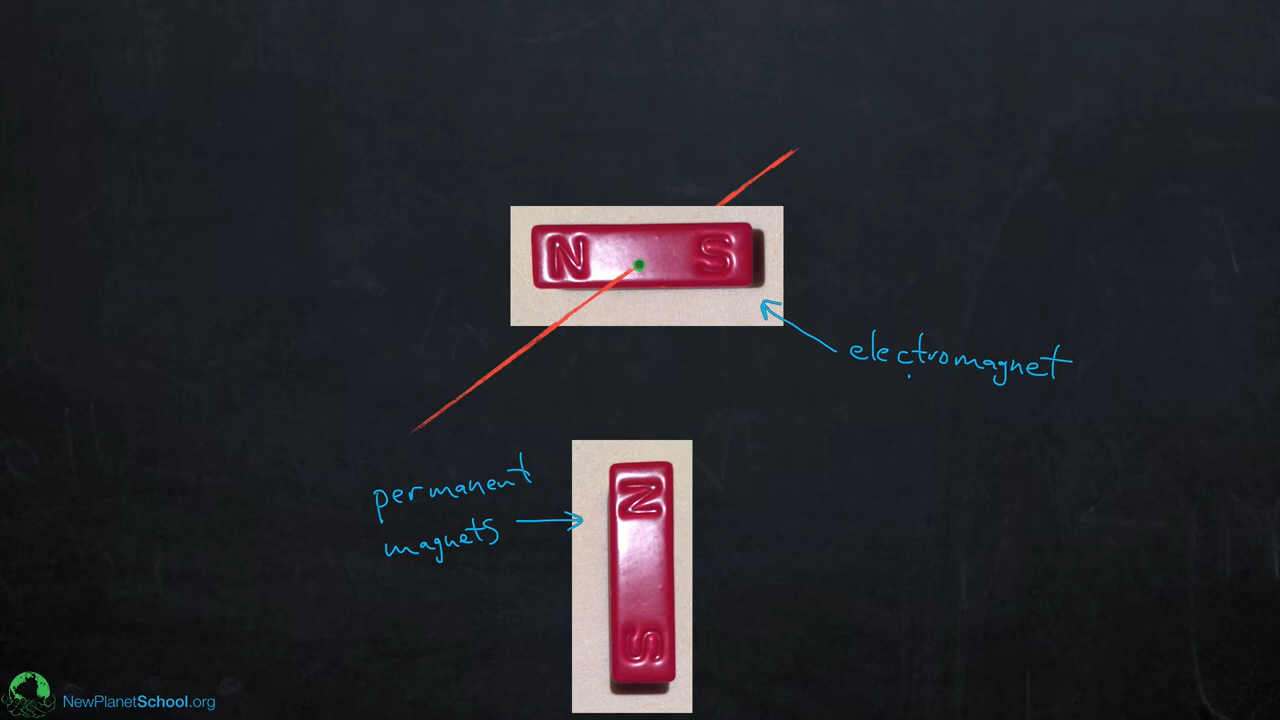 N S
electromagnet
permanent
magnets
N
S
NewPlanetSchool.org